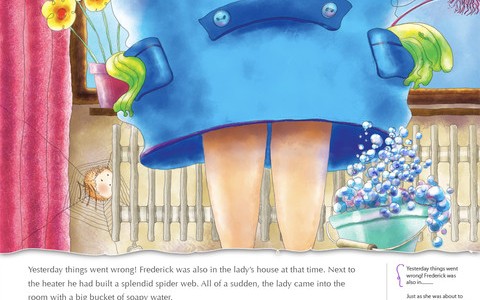 Yesterday things went wrong! Frederick was also in the lady's house at that time. Next to
the heater he had built a splendid spider web. All of a sudden, the lady came into the
room with a big bucket of soapy water.
Yesterday things went
wrong! Frederick was
also in........
Just as she was about to